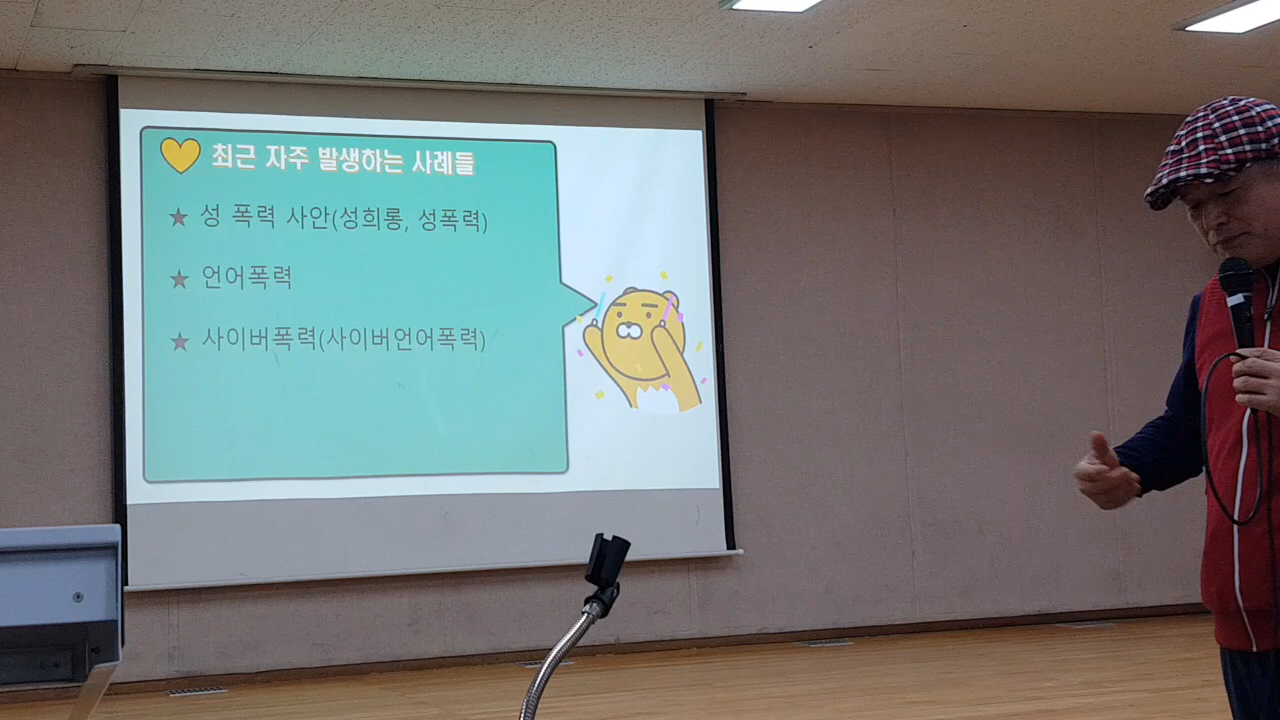 최근 자주 발생하는 사례들
성 폭력 사안(성희롱, 성폭력)
언어폭력
사이버폭력(사이버언어폭력)